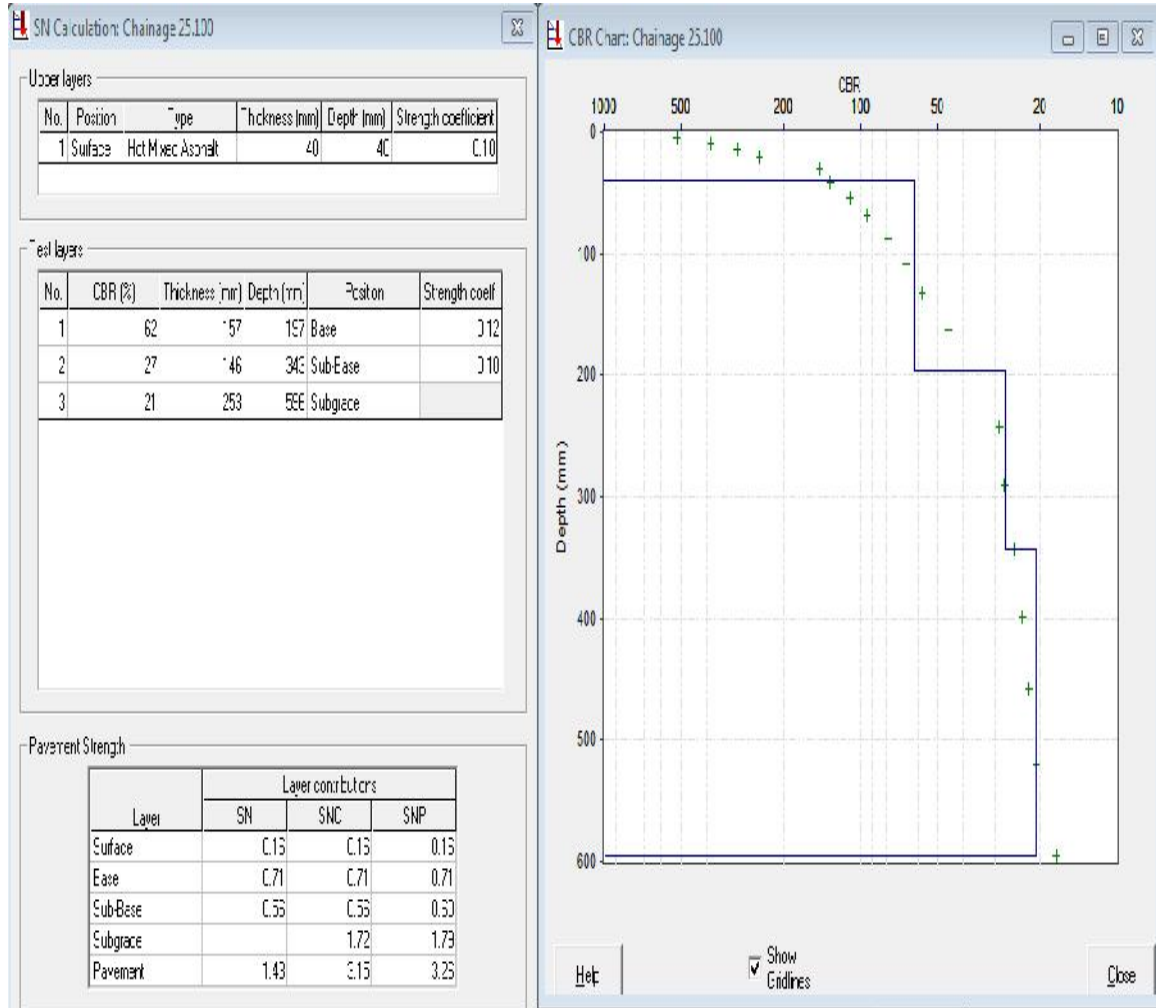 SN Calculation: Chainage 25.100
Upper layers
No. Position Type Thickness (mm) Depth (mm) Strength coefficient
1 Surface Hot Mixed Asphalt 40 40 0.10
Test layers
No. CBR (%) Thickness (mm) Depth (mm) Position Strength coeff
1 62 157 197 Base 0.12
2 27 146 343 Sub-Base 0.10
3 21 253 596 Subgrade
Pavement Strength
Layer contributions
Layer SN SNC SNP
Surface 0.16 0.16 0.16
Base 0.71 0.71 0.71
Sub-Base
Subgrade 1.72
Pavement 1.43
CBR Chart: Chainage 25.100
CBR
1000 500 200 100 50 20 10
0
100
200
300
400
500
600
Depth (mm)
Help
Show
Gridlines
Close